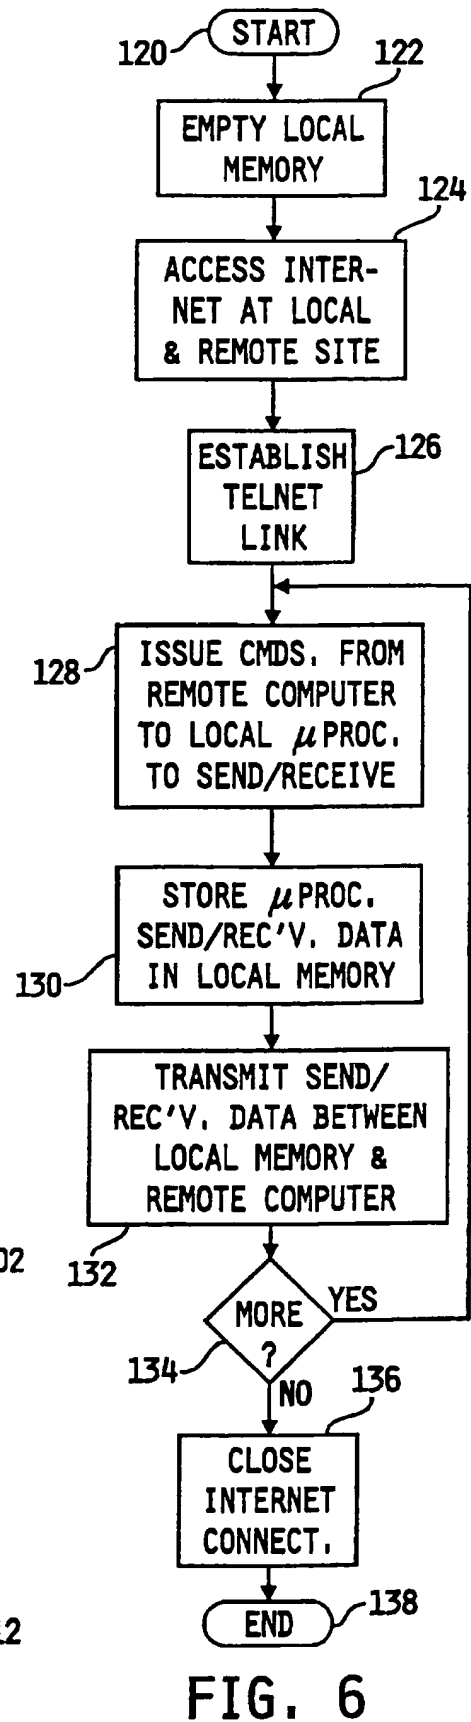 START
120
122
EMPTY LOCAL
MEMORY
124
ACCESS INTER-
NET AT LOCAL
& REMOTE SITE
ESTABLISH
TELNET
LINK
126
128
ISSUE CMDS. FROM
REMOTE COMPUTER
TO LOCAL μPROC.
TO SEND/RECEIVE
STORE μPROC.
SEND/REC'V. DATA
IN LOCAL MEMORY
130
TRANSMIT SEND/
REC'V. DATA BETWEEN
LOCAL MEMORY &
REMOTE COMPUTER
02
132
MORE
?
YES
134
NO
136
CLOSE
INTERNET
CONNECT.
END
138
12
FIG. 6